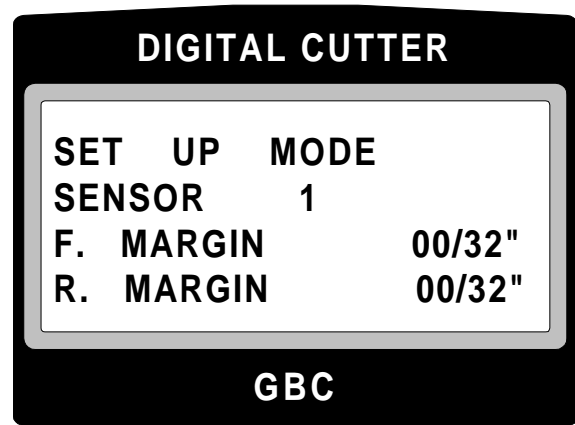 DIGITAL CUTTER
SET UP MODE
SENSOR 1
F. MARGIN 00/32"
R. MARGIN 00/32"
GBC